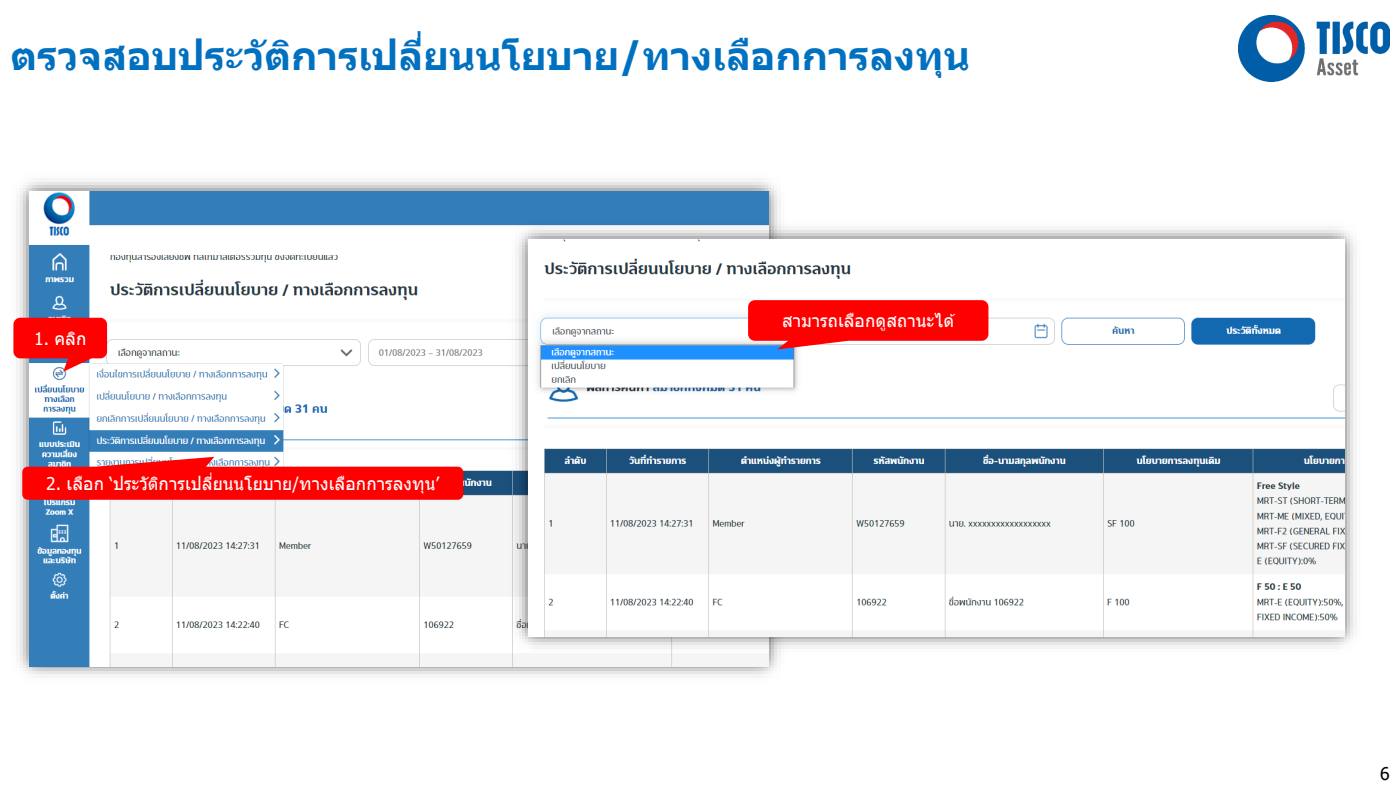 ตรวจสอบประวัติการเปลี่ยนนโยบาย/ทางเลือกการลงทุน
TISCO
Asset
TISCO
ภาพรวม
1. คลิก
เปลี่ยนนโยบาย
ทางเลือก
การลงทุน
แบบประเมิน
ความเสี่ยง
สมาชิก
Zoom X
ข้อมูลกองทุน
และบริษัท
ตั้งค่า
ประวัติการเปลี่ยนนโยบาย / ทางเลือกการลงทุน
เลือกดูจากสถานะ
01/08/2023 – 31/08/2023
เงื่อนไขการเปลี่ยนนโยบาย / ทางเลือกการลงทุน
เปลี่ยนนโยบาย / ทางเลือกการลงทุน
ยกเลิกการเปลี่ยนนโยบาย / ทางเลือกการลงทุน
ประวัติการเปลี่ยนนโยบาย / ทางเลือกการลงทุน
31 คน
2. เลือก ‘ประวัติการเปลี่ยนนโยบาย/ทางเลือกการลงทุน’
1 11/08/2023 14:27:31 Member W50127659
2 11/08/2023 14:22:40 FC 106922
ประวัติการเปลี่ยนนโยบาย / ทางเลือกการลงทุน
สามารถเลือกดูสถานะได้
เลือกดูจากสถานะ ค้นหา ประวัติทั้งหมด
เลือกดูจากสถานะ
เปลี่ยนนโยบาย
ยกเลิก
ลำดับ วันที่ทำรายการ ตำแหน่งผู้ทำรายการ รหัสพนักงาน ชื่อ-นามสกุลพนักงาน นโยบายการลงทุนเดิม
1 11/08/2023 14:27:31 Member W50127659 นาย. xxxxxxxxxxxxxxxxxx SF 100
Free Style
MRT-ST (SHORT-TERM
MRT-ME (MIXED, EQUI
MRT-F2 (GENERAL FIX
MRT-SF (SECURED FIX
E (EQUITY):0%
2 11/08/2023 14:22:40 FC 106922 ชื่อพนักงาน 106922 F 100
F 50 : E 50
MRT-E (EQUITY):50%,
FIXED INCOME):50%
6